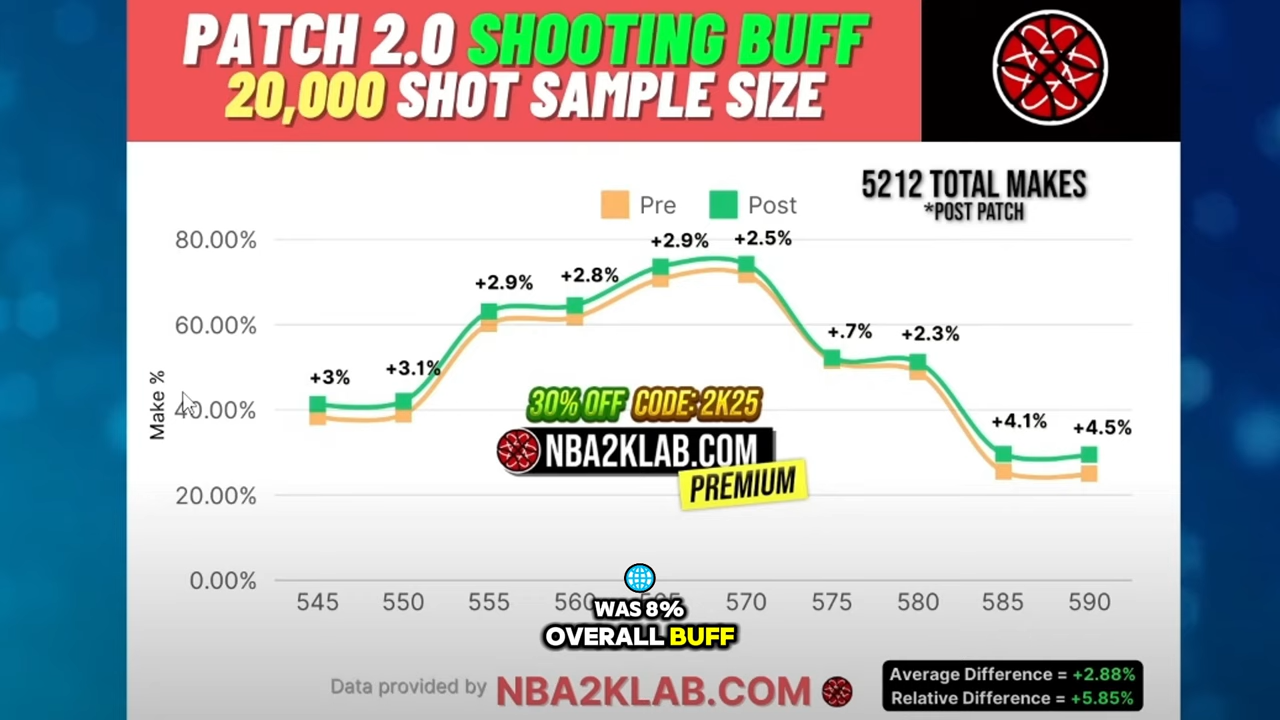 PATCH 2.0 SHOOTING BUFF
20,000 SHOT SAMPLE SIZE
5212 TOTAL MAKES
*POST PATCH
Pre Post
80.00%
60.00%
40.00%
20.00%
0.00%
Make %
+3%
+3.1%
+2.9%
+2.8%
+2.9%
+2.5%
+.7%
+2.3%
+4.1%
+4.5%
30% OFF CODE: 2K25
NBA2KLAB.COM
PREMIUM
545 550 555 560 570 575 580 585 590
WAS 8%
OVERALL BUFF
Data provided by NBA2KLAB.COM
Average Difference = +2.88%
Relative Difference = +5.85%